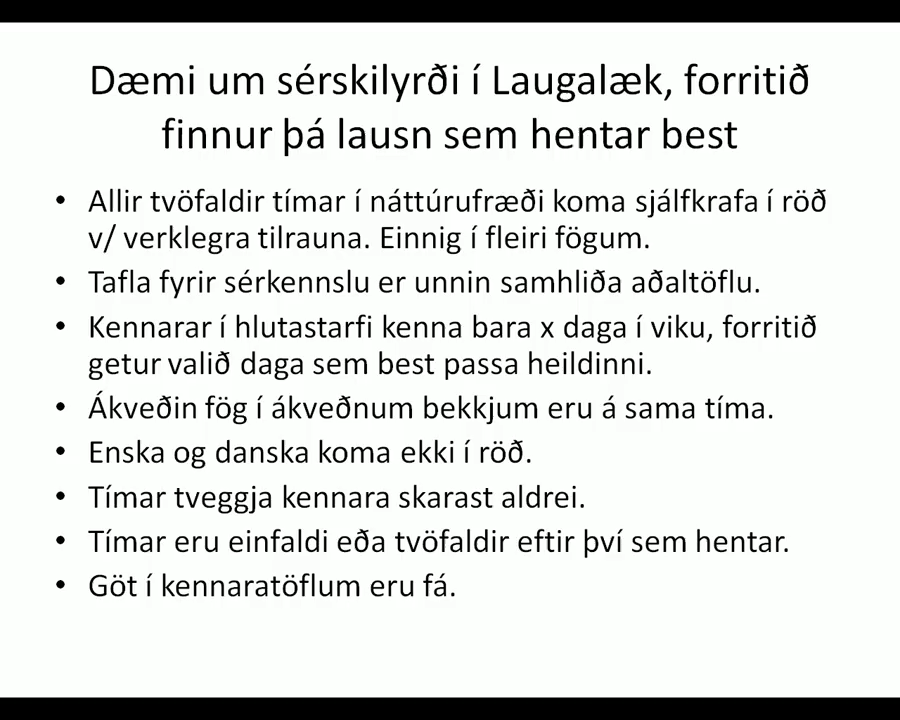 Dæmi um sérskilyrði í Laugalæk, forritið
finnur þá lausn sem hentar best
• Allir tvöfaldir tímar í náttúrufræði koma sjálfkrafa í röð
v/ verklegra tilrauna. Einnig í fleiri fögum.
• Tafla fyrir sérkennslu er unnin samhliða aðaltöflu.
• Kennarar í hlutastarfi kenna bara x daga í viku, forritið
getur valið daga sem best passa heildinni.
• Ákveðin fög í ákveðnum bekkjum eru á sama tíma.
• Enska og danska koma ekki í röð.
• Tímar tveggja kennara skarast aldrei.
• Tímar eru einfaldi eða tvöfaldir eftir því sem hentar.
• Göt í kennaratöflum eru fá.